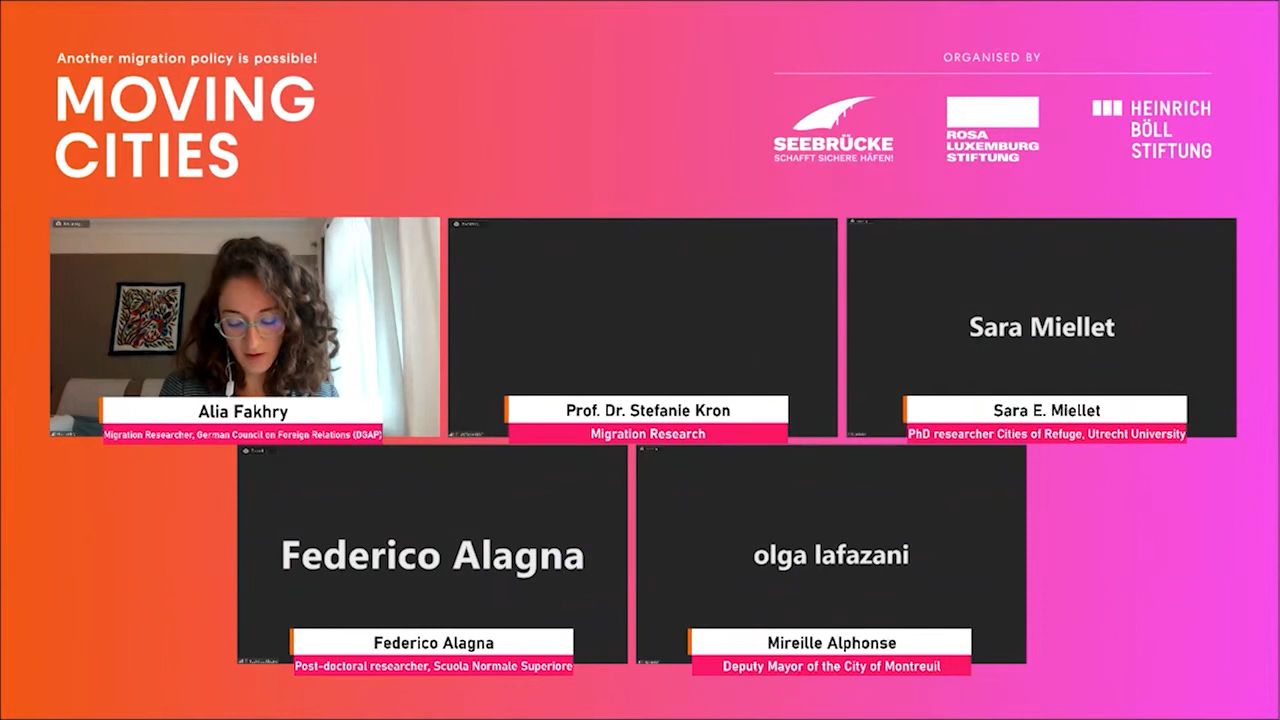 Another migration policy is possible!
MOVING
CITIES
ORGANISED BY
SEEBRÜCKE
SCHAFFT SICHERE HÄFEN!
ROSA
LUXEMBURG
STIFTUNG
HEINRICH
BÖLL
STIFTUNG
Alia Fakhry
Migration Researcher, German Council on Foreign Relations (DGAP)
Prof. Dr. Stefanie Kron
Migration Research
Sara Miellet
Sara E. Miellet
PhD researcher Cities of Refuge, Utrecht University
Federico Alagna
Federico Alagna
Post-doctoral researcher, Scuola Normale Superiore
olga lafazani
Mireille Alphonse
Deputy Mayor of the City of Montreuil